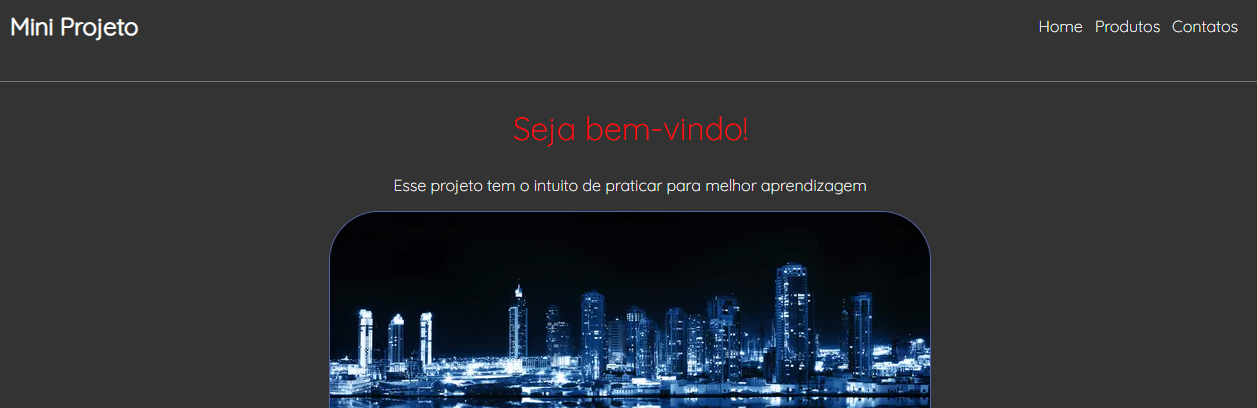 Mini Projeto
Home Produtos Contatos
Seja bem-vindo!
Esse projeto tem o intuito de praticar para melhor aprendizagem